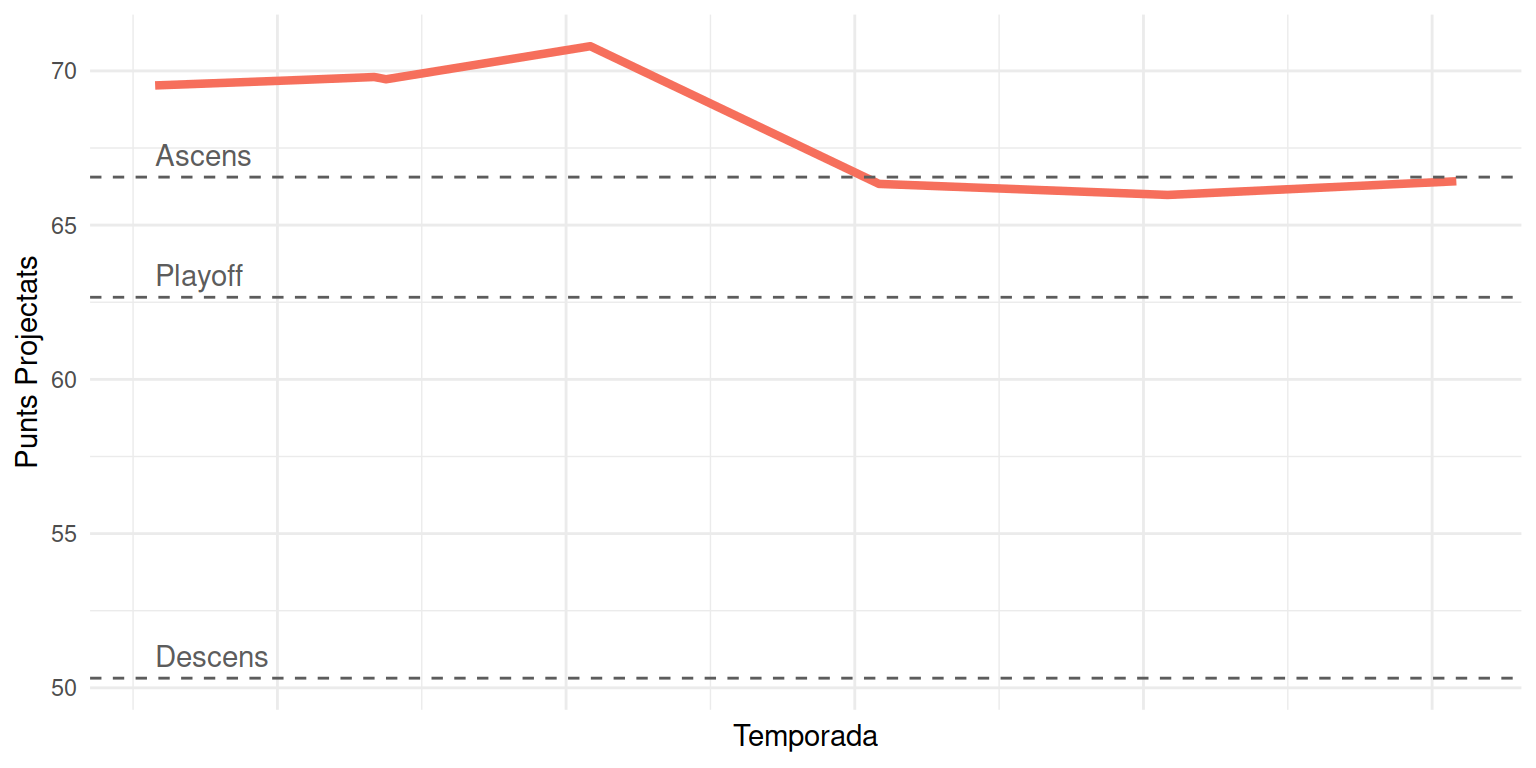 70
Ascens
65
Playoff
60
55
Descens
50
Punts Projectats
Temporada